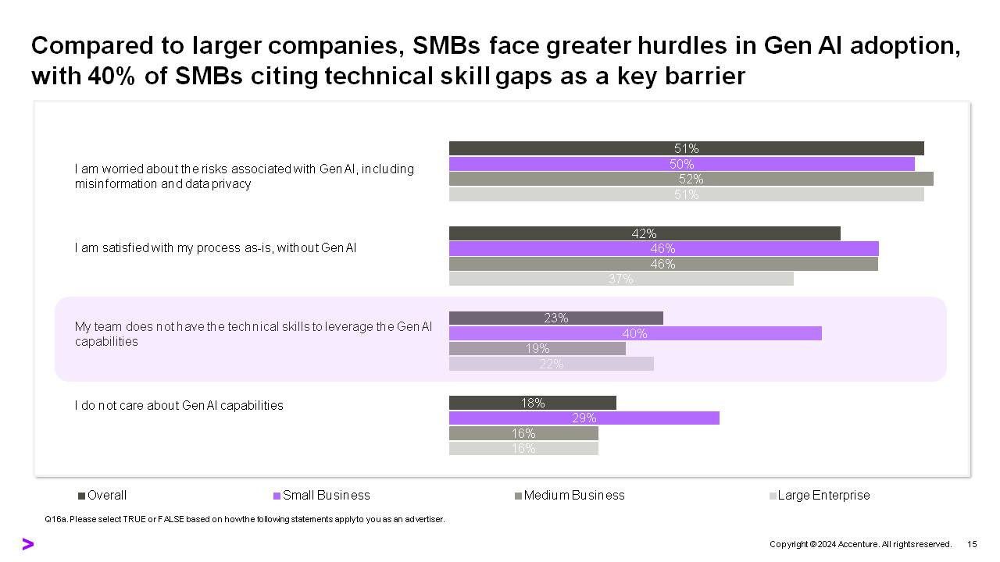 Compared to larger companies, SMBs face greater hurdles in Gen AI adoption,
with 40% of SMBs citing technical skill gaps as a key barrier
I am worried about the risks associated with Gen AI, including
misinformation and data privacy
51%
50%
52%
51%
I am satisfied with my process as-is, without Gen AI
42%
46%
46%
37%
My team does not have the technical skills to leverage the Gen AI
capabilities
23%
40%
19%
22%
I do not care about Gen AI capabilities
18%
29%
16%
16%
Overall
Small Business
Medium Business
Large Enterprise
Q16a. Please select TRUE or FALSE based on how the following statements apply to you as an advertiser.
>
Copyright © 2024 Accenture. All rights reserved.
15